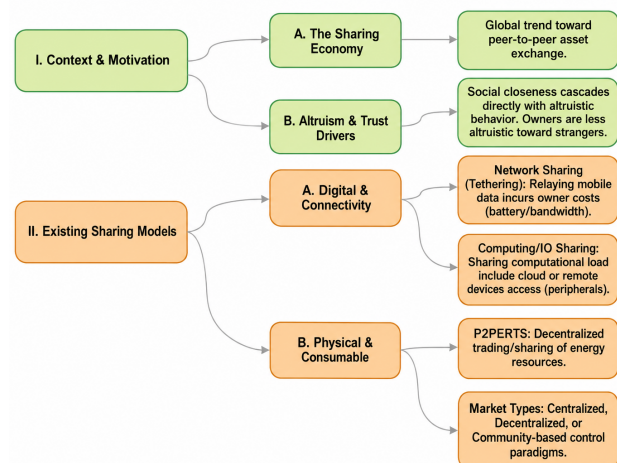 I. Context & Motivation
A. The Sharing Economy
Global trend toward
peer-to-peer asset
exchange.
B. Altruism & Trust
Drivers
Social closeness cascades
directly with altruistic
behavior. Owners are less
altruistic toward strangers.
II. Existing Sharing Models
A. Digital &
Connectivity
Network Sharing
(Tethering): Relaying mobile
data incurs owner costs
(battery/bandwidth).
Computing/IO Sharing:
Sharing computational load
include cloud or remote
devices access (peripherals).
B. Physical &
Consumable
P2PERTS: Decentralized
trading/sharing of energy
resources.
Market Types: Centralized,
Decentralized, or
Community-based control
paradigms.